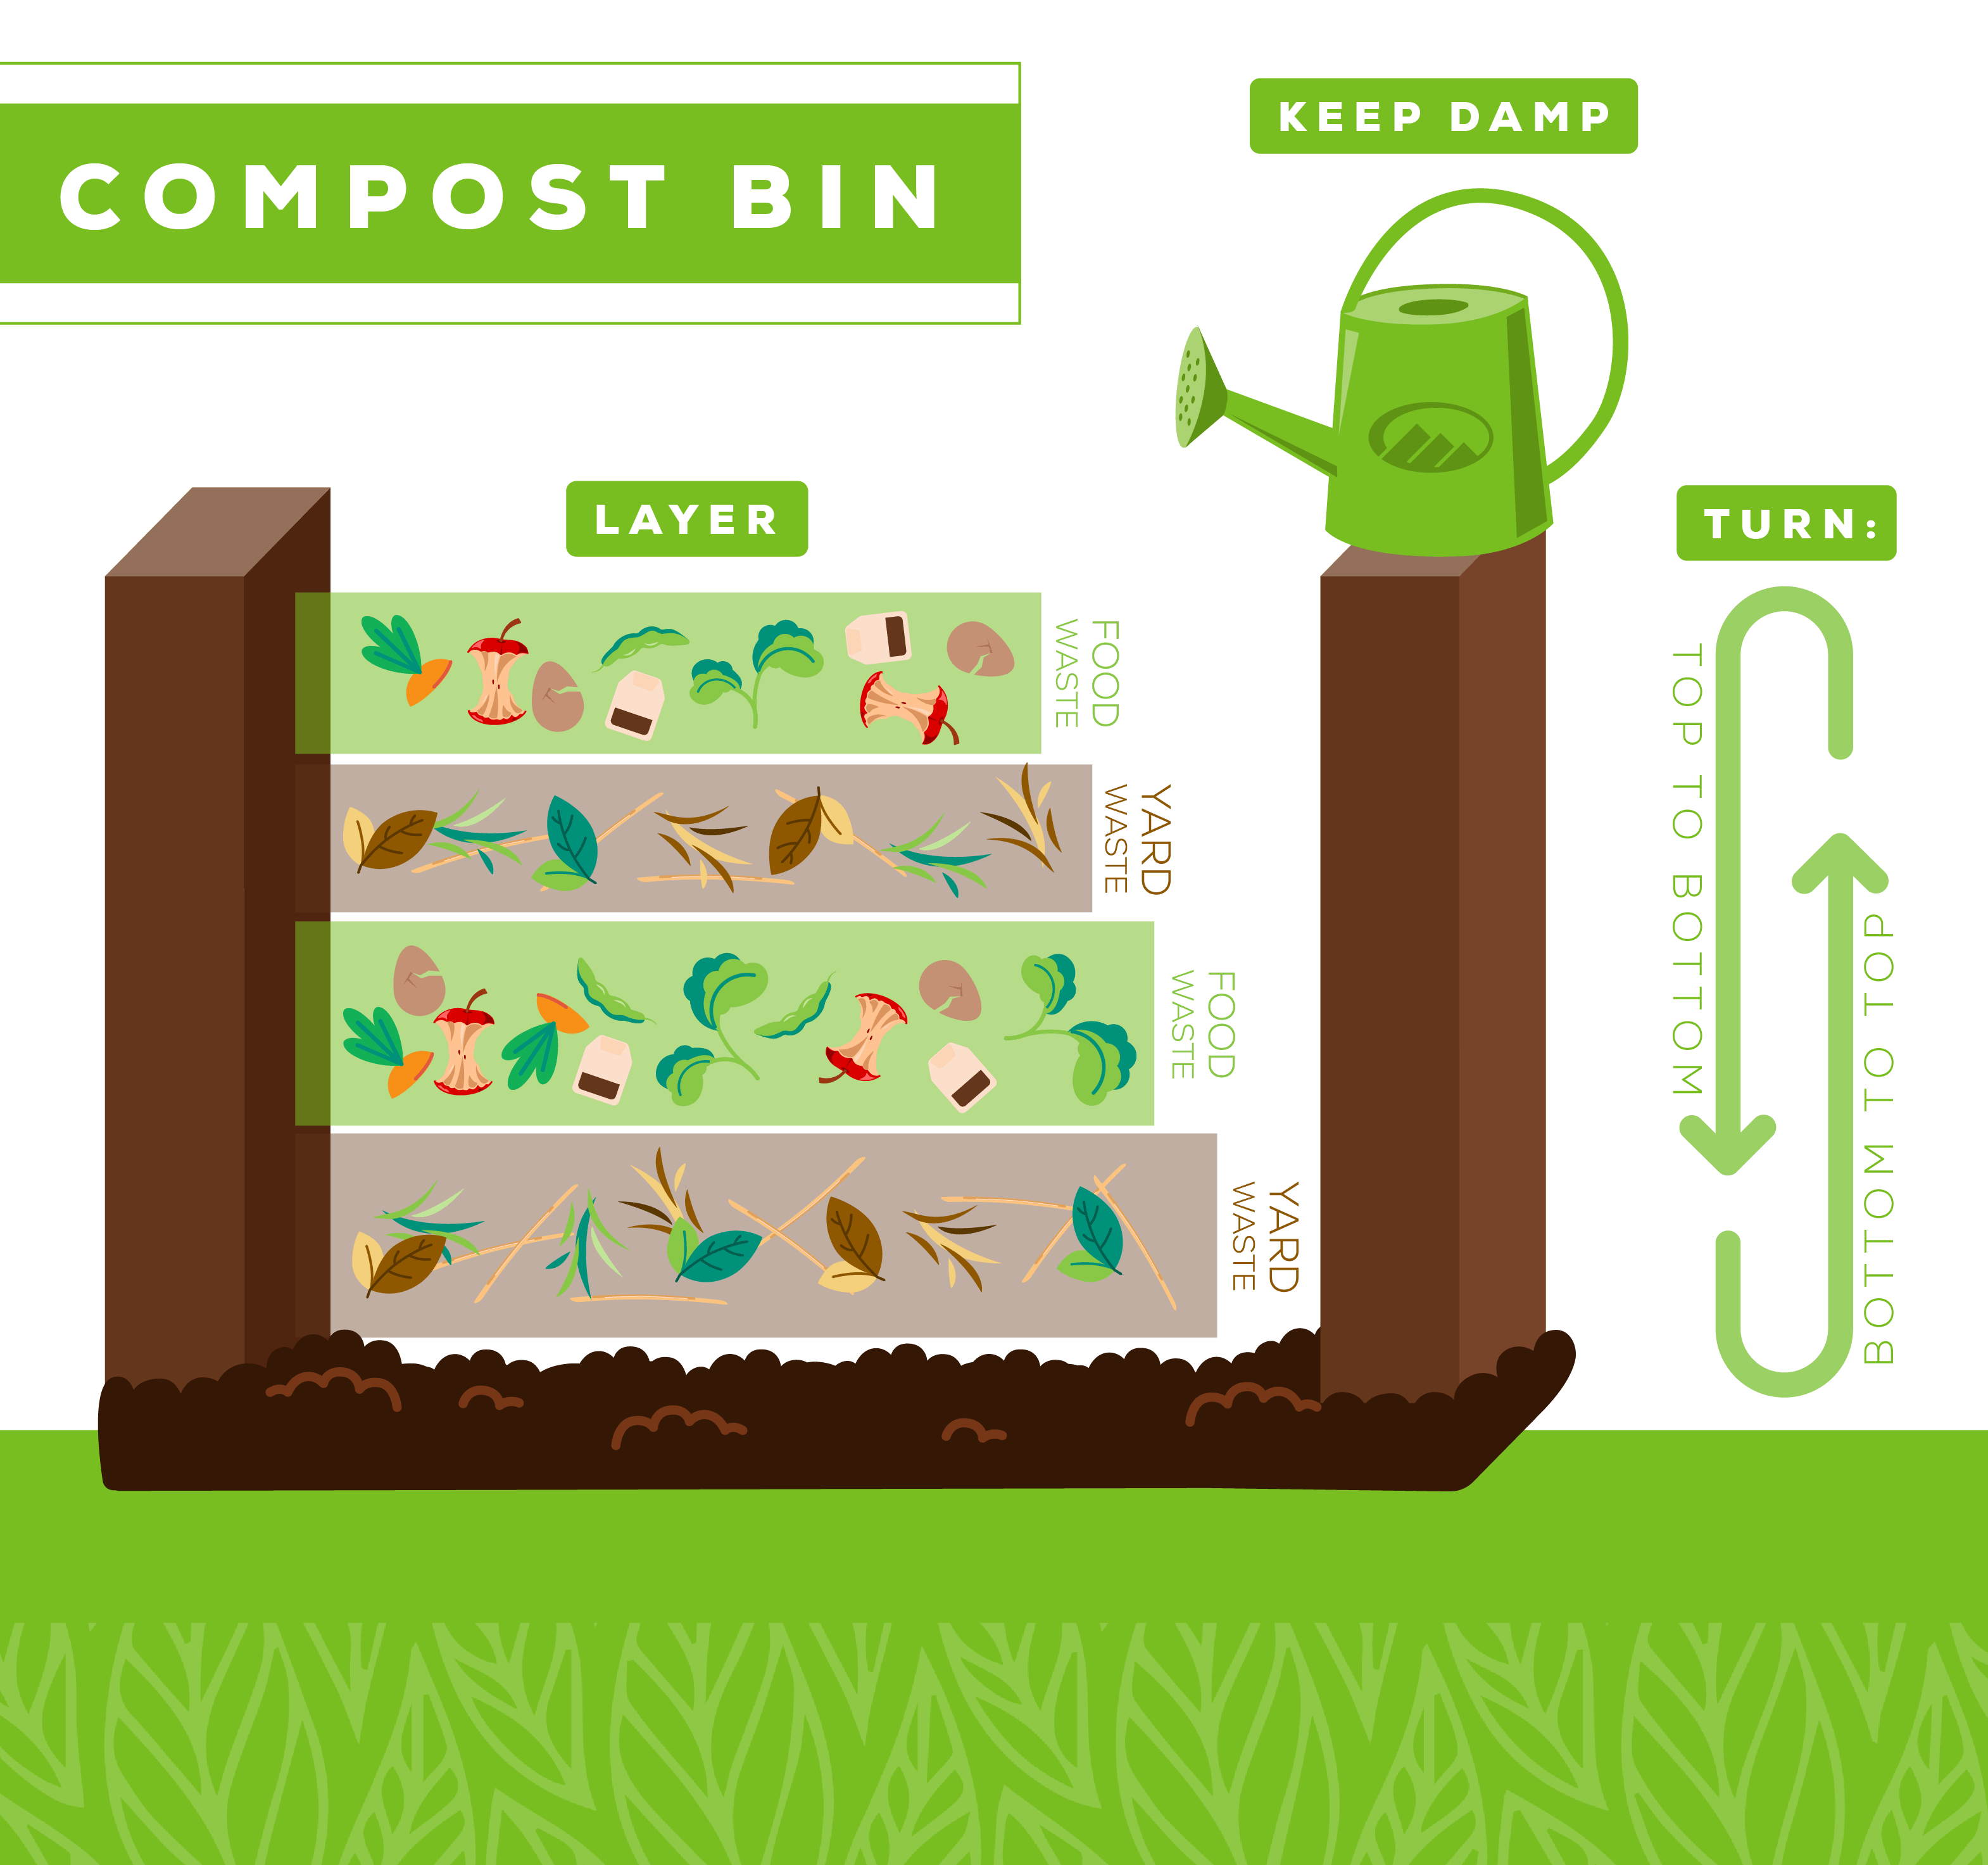 COMPOST BIN
KEEP DAMP
LAYER
TURN:
FOOD
WASTE
YARD
WASTE
FOOD
WASTE
YARD
WASTE
TOP TO BOTTOM
BOTTOM TO TOP